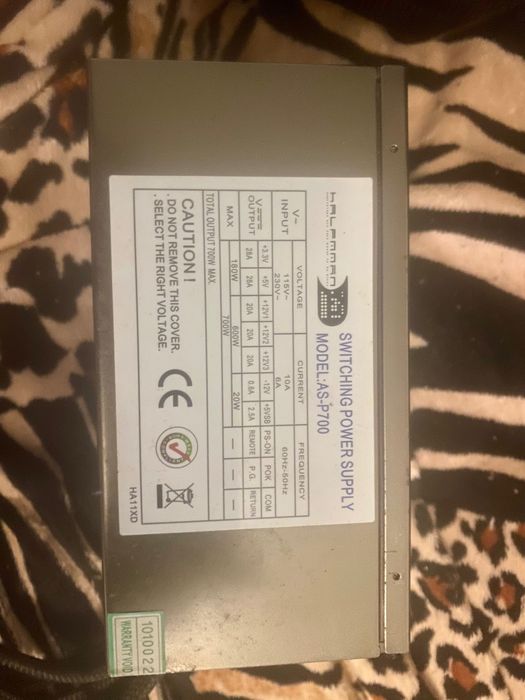 SWITCHING POWER SUPPLY
MODEL:AS-P700
V~ INPUT VOLTAGE CURRENT FREQUENCY
115V~ 10A 60Hz-50Hz
230V~ 6A
V OUTPUT +3.3V +5V +12V1 +12V2 +12V3 -12V +5VSB PS-ON POK COM
28A 26A 20A 20A 20A 0.8A 2.5A REMOTE P.G. RETURN
MAX 180W 600W 20W — — —
700W
TOTAL OUTPUT 700W MAX.
CAUTION !
. DO NOT REMOVE THIS COVER.
. SELECT THE RIGHT VOLTAGE.
CE
HA11XD
1010022
WARRANTY VOID